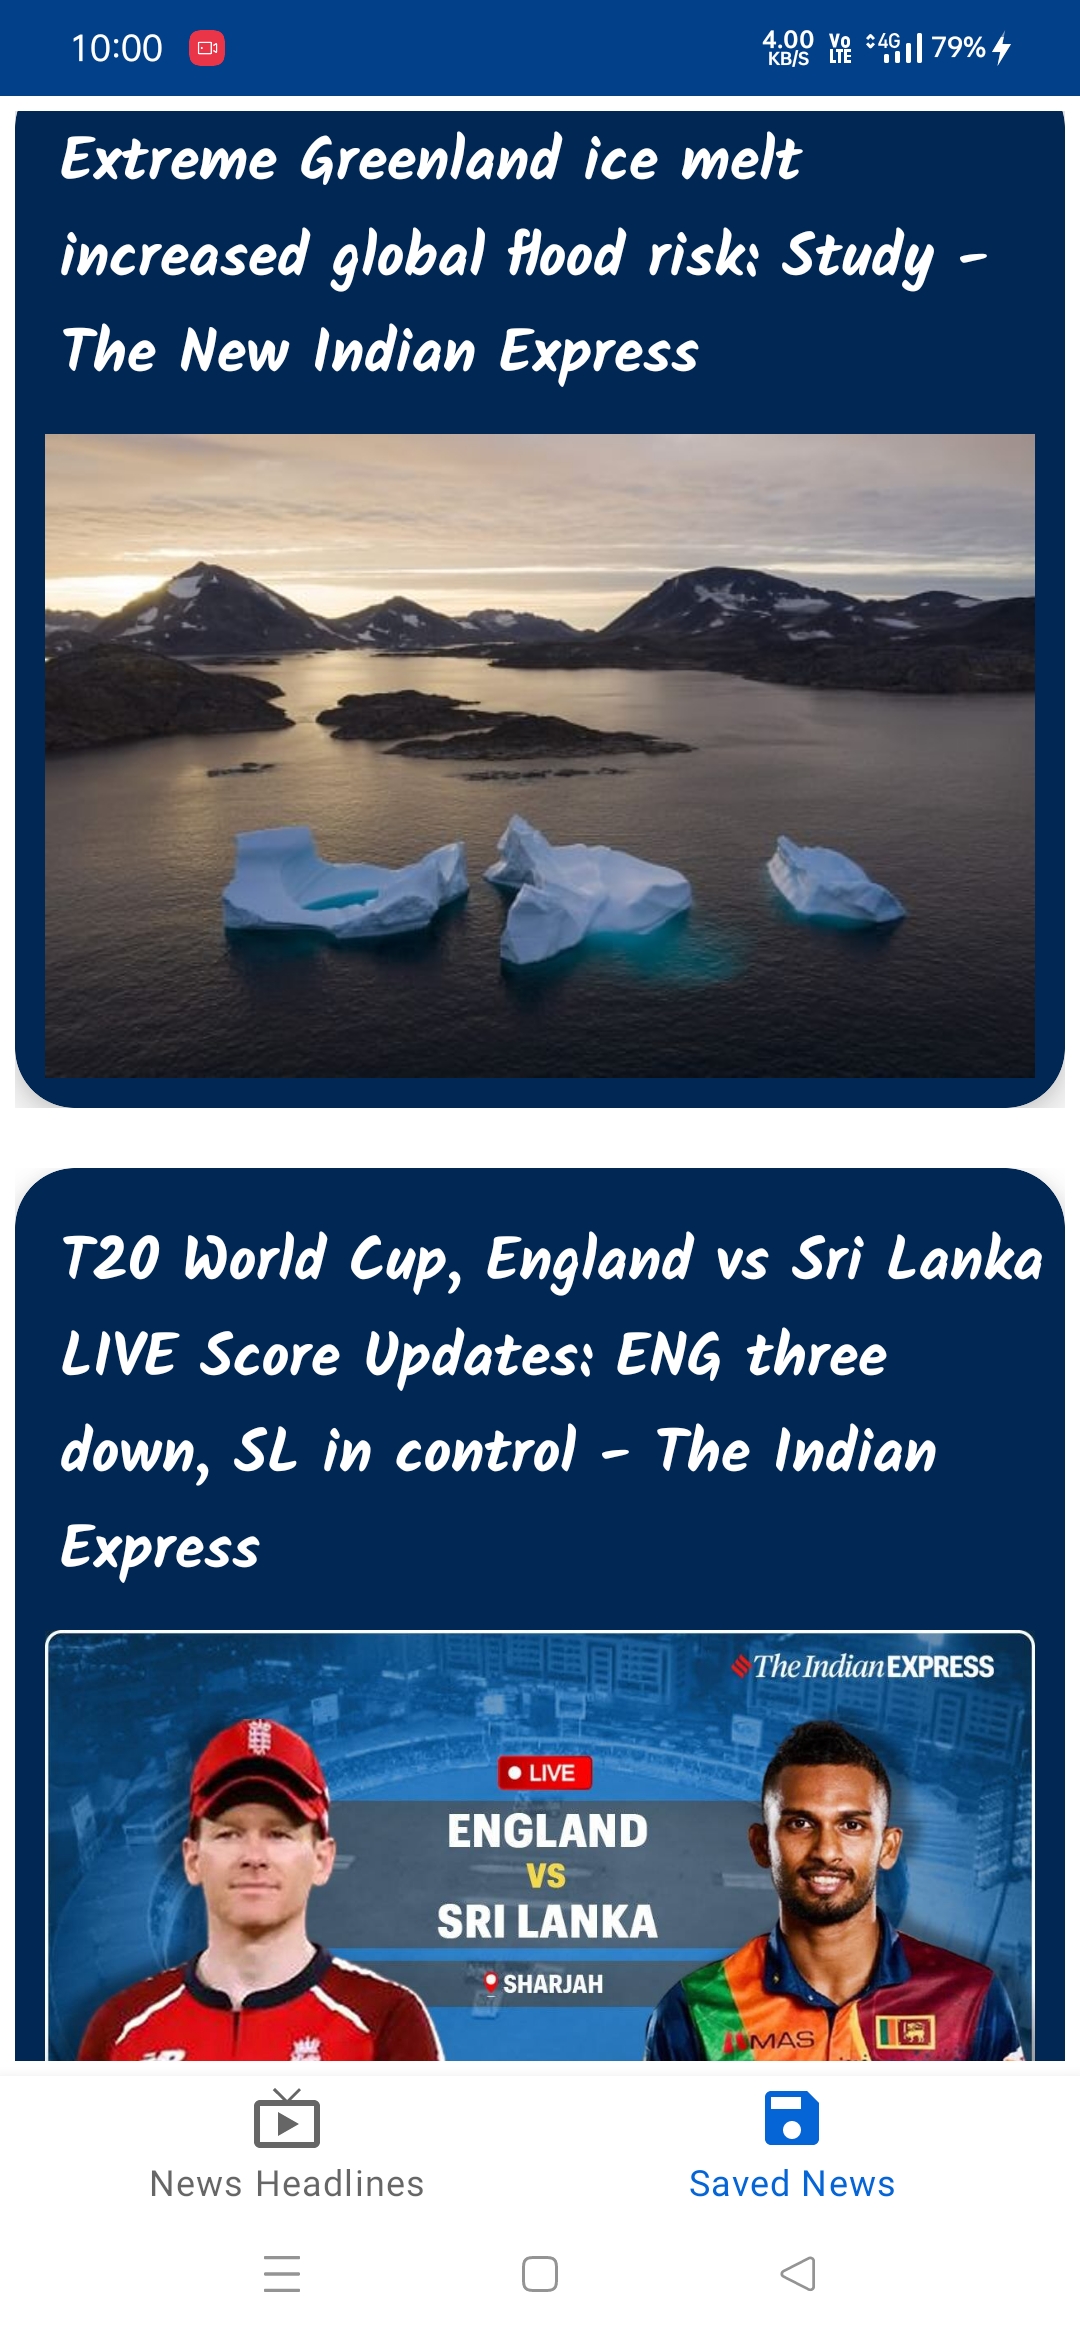 10:00
4.00 KB/S Vo LTE 4G 79%
Extreme Greenland ice melt
increased global flood risk: Study -
The New Indian Express
T20 World Cup, England vs Sri Lanka
LIVE Score Updates: ENG three
down, SL in control - The Indian
Express
The Indian EXPRESS
LIVE
ENGLAND
VS
SRI LANKA
SHARJAH
MAS
News Headlines
Saved News